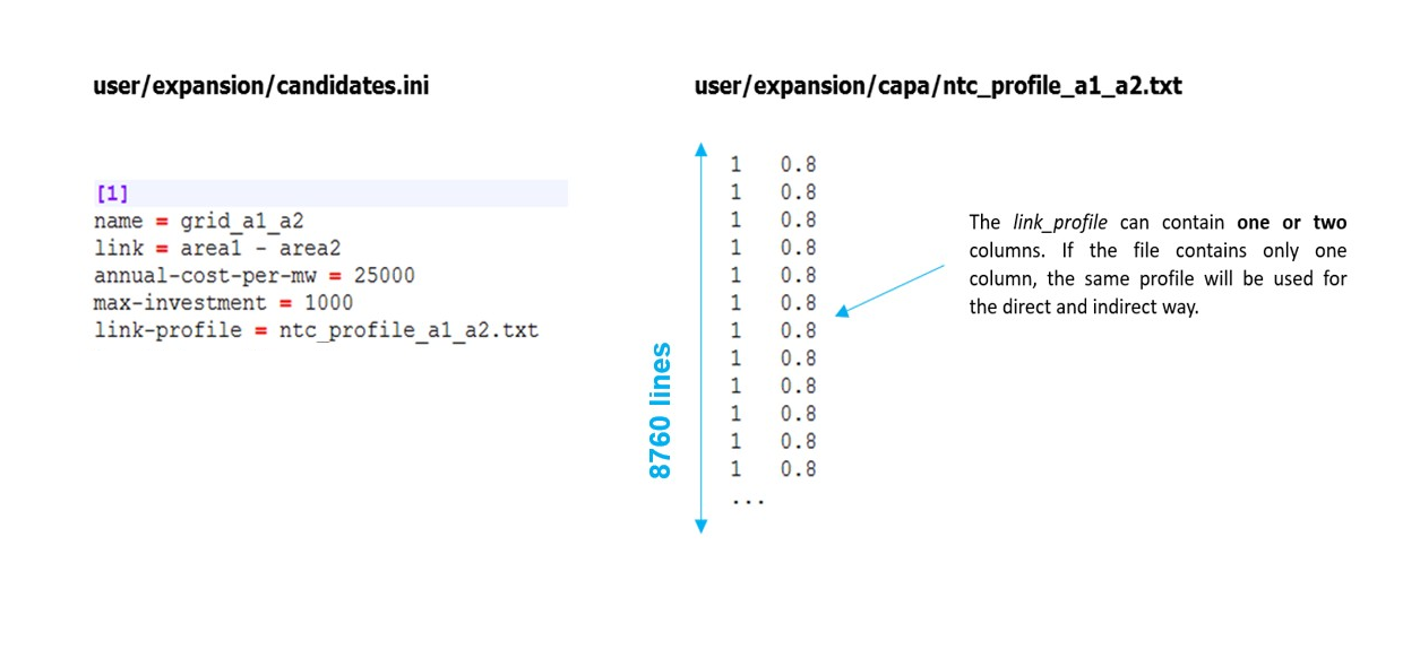 user/expansion/candidates.ini
[1]
name = grid_a1_a2
link = area1 - area2
annual-cost-per-mw = 25000
max-investment = 1000
link-profile = ntc_profile_a1_a2.txt
user/expansion/capa/ntc_profile_a1_a2.txt
8760 lines
1 0.8
1 0.8
1 0.8
1 0.8
1 0.8
1 0.8
1 0.8
1 0.8
1 0.8
1 0.8
1 0.8
1 0.8
...
The link_profile can contain one or two
columns. If the file contains only one
column, the same profile will be used for
the direct and indirect way.